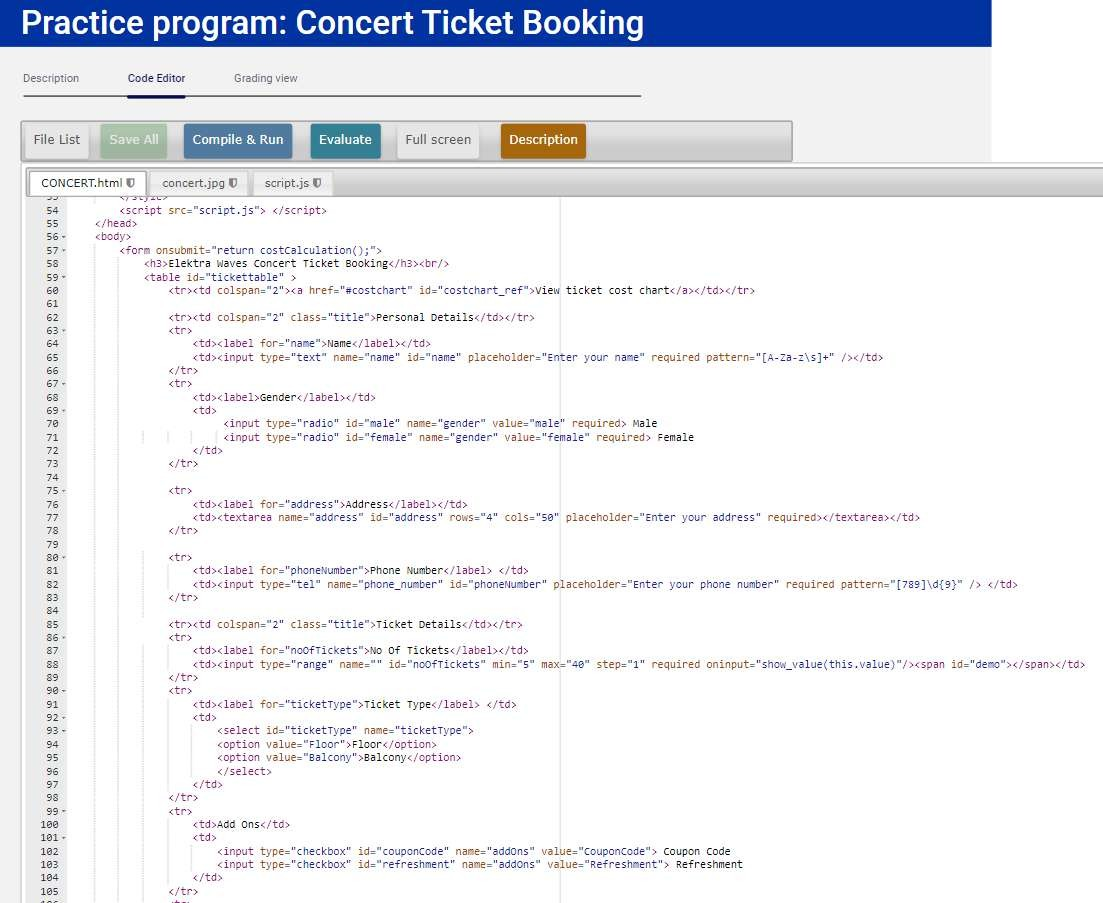 Practice program: Concert Ticket Booking
Description Code Editor Grading view
File List Save All Compile & Run Evaluate Full screen Description
CONCERT.html concert.jpg script.js
53 </style>
54 <script src="script.js"> </script>
55 </head>
56 <body>
57 <form onsubmit="return costCalculation();">
58 <h3>Elektra Waves Concert Ticket Booking</h3><br/>
59 <table id="tickettable" >
60 <tr><td colspan="2"><a href="#costchart" id="costchart_ref">View ticket cost chart</a></td></tr>
61
62 <tr><td colspan="2" class="title">Personal Details</td></tr>
63 <tr>
64 <td><label for="name">Name</label></td>
65 <td><input type="text" name="name" id="name" placeholder="Enter your name" required pattern="[A-Za-z\s]+" /></td>
66 </tr>
67 <tr>
68 <td><label>Gender</label></td>
69 <td>
70 <input type="radio" id="male" name="gender" value="male" required> Male
71 <input type="radio" id="female" name="gender" value="female" required> Female
72 </td>
73 </tr>
74
75 <tr>
76 <td><label for="address">Address</label></td>
77 <td><textarea name="address" id="address" rows="4" cols="50" placeholder="Enter your address" required></textarea></td>
78 </tr>
79
80 <tr>
81 <td><label for="phoneNumber">Phone Number</label> </td>
82 <td><input type="tel" name="phone_number" id="phoneNumber" placeholder="Enter your phone number" required pattern="[789]\d{9}" /> </td>
83 </tr>
84
85 <tr><td colspan="2" class="title">Ticket Details</td></tr>
86 <tr>
87 <td><label for="noOfTickets">No Of Tickets</label></td>
88 <td><input type="range" name="" id="noOfTickets" min="5" max="40" step="1" required oninput="show_value(this.value)"/><span id="demo"></span></td>
89 </tr>
90 <tr>
91 <td><label for="ticketType">Ticket Type</label> </td>
92 <td>
93 <select id="ticketType" name="ticketType">
94 <option value="Floor">Floor</option>
95 <option value="Balcony">Balcony</option>
96 </select>
97 </td>
98 </tr>
99 <tr>
100 <td>Add Ons</td>
101 <td>
102 <input type="checkbox" id="couponCode" name="addOns" value="CouponCode"> Coupon Code
103 <input type="checkbox" id="refreshment" name="addOns" value="Refreshment"> Refreshment
104 </td>
105 </tr>
106 <tr>